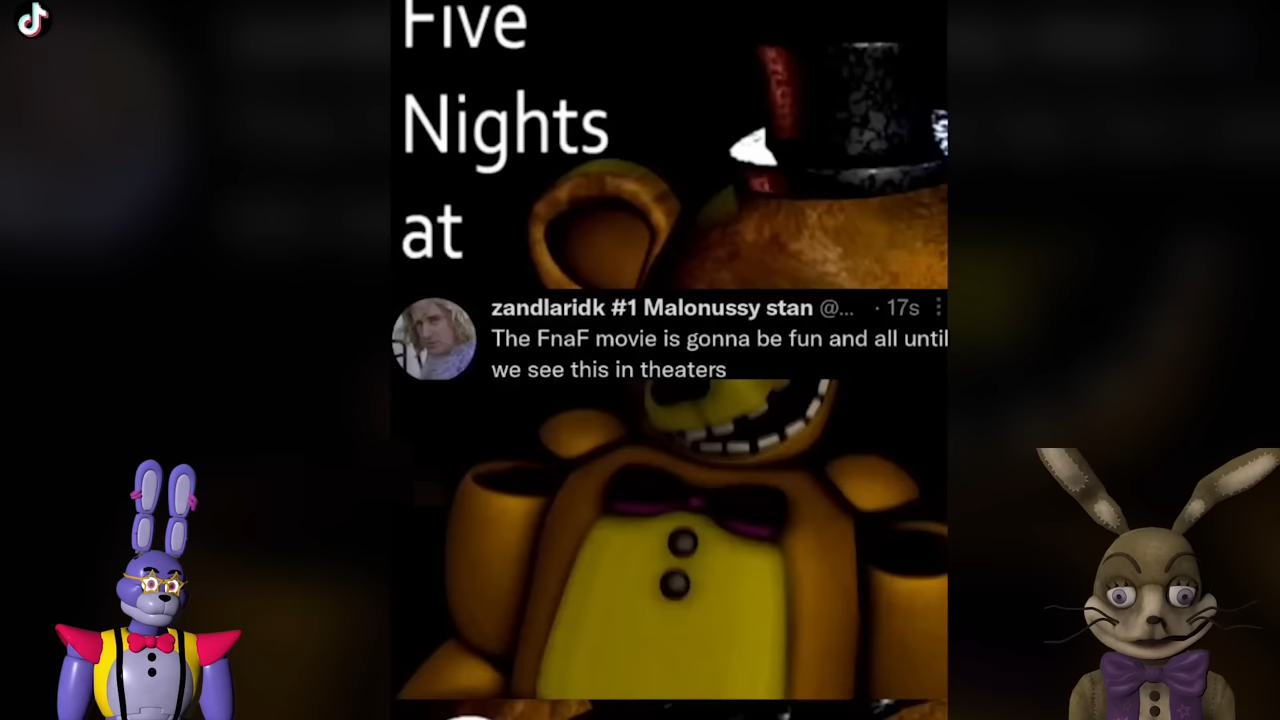 Five
Nights
at
zandlaridk #1 Malonussy stan @... · 17s
The FnaF movie is gonna be fun and all until
we see this in theaters